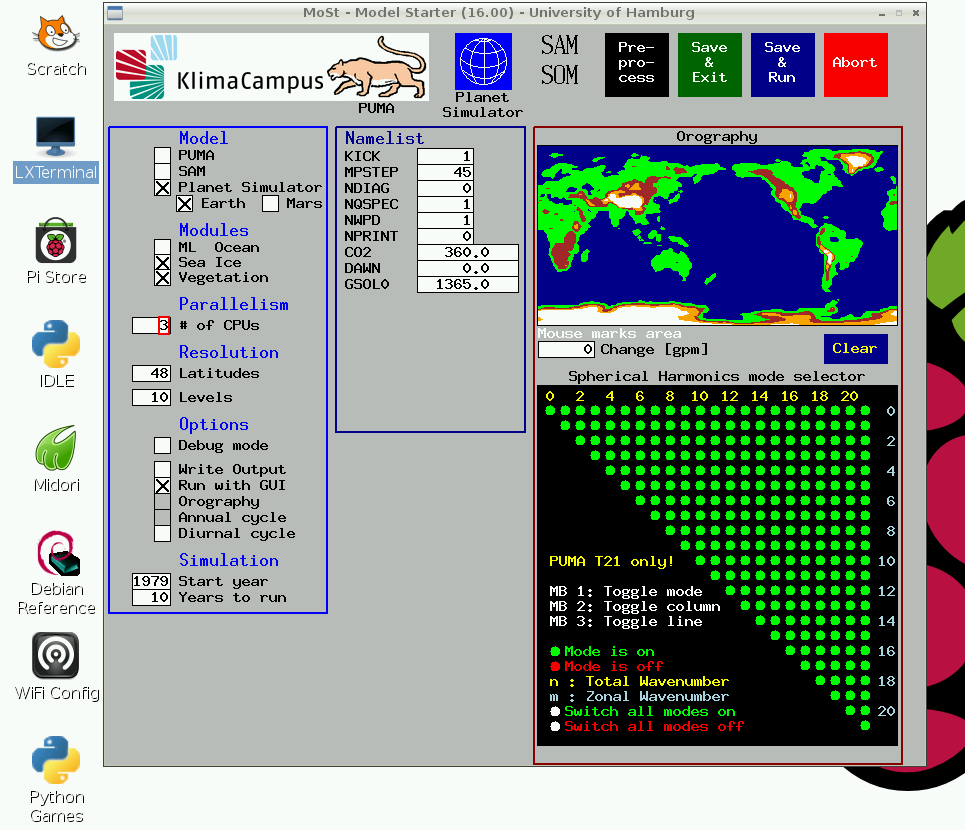 MoSt - Model Starter (16.00) - University of Hamburg
Scratch
LXTerminal
Pi Store
IDLE
Midori
Debian
Reference
WiFi Config
Python
Games
KlimaCampus
PUMA
Planet
Simulator
SAM
SOM
Pre-
pro-
cess
Save
&
Exit
Save
&
Run
Abort
Model
PUMA
SAM
Planet Simulator
Earth Mars
Modules
ML Ocean
Sea Ice
Vegetation
Parallelism
3 # of CPUs
Resolution
48 Latitudes
10 Levels
Options
Debug mode
Write Output
Run with GUI
Orography
Annual cycle
Diurnal cycle
Simulation
1979 Start year
10 Years to run
Namelist
KICK 1
MPSTEP 45
NDIAG 0
NQSPEC 1
NWPD 1
NPRINT 0
CO2 360.0
DAWN 0.0
GSOL0 1365.0
Orography
Mouse marks area
0 Change [gpm]
Clear
Spherical Harmonics mode selector
0 2 4 6 8 10 12 14 16 18 20
0
2
4
6
8
PUMA T21 only! 10
MB 1: Toggle mode 12
MB 2: Toggle column
MB 3: Toggle line 14
Mode is on 16
Mode is off
n : Total Wavenumber 18
m : Zonal Wavenumber
Switch all modes on 20
Switch all modes off